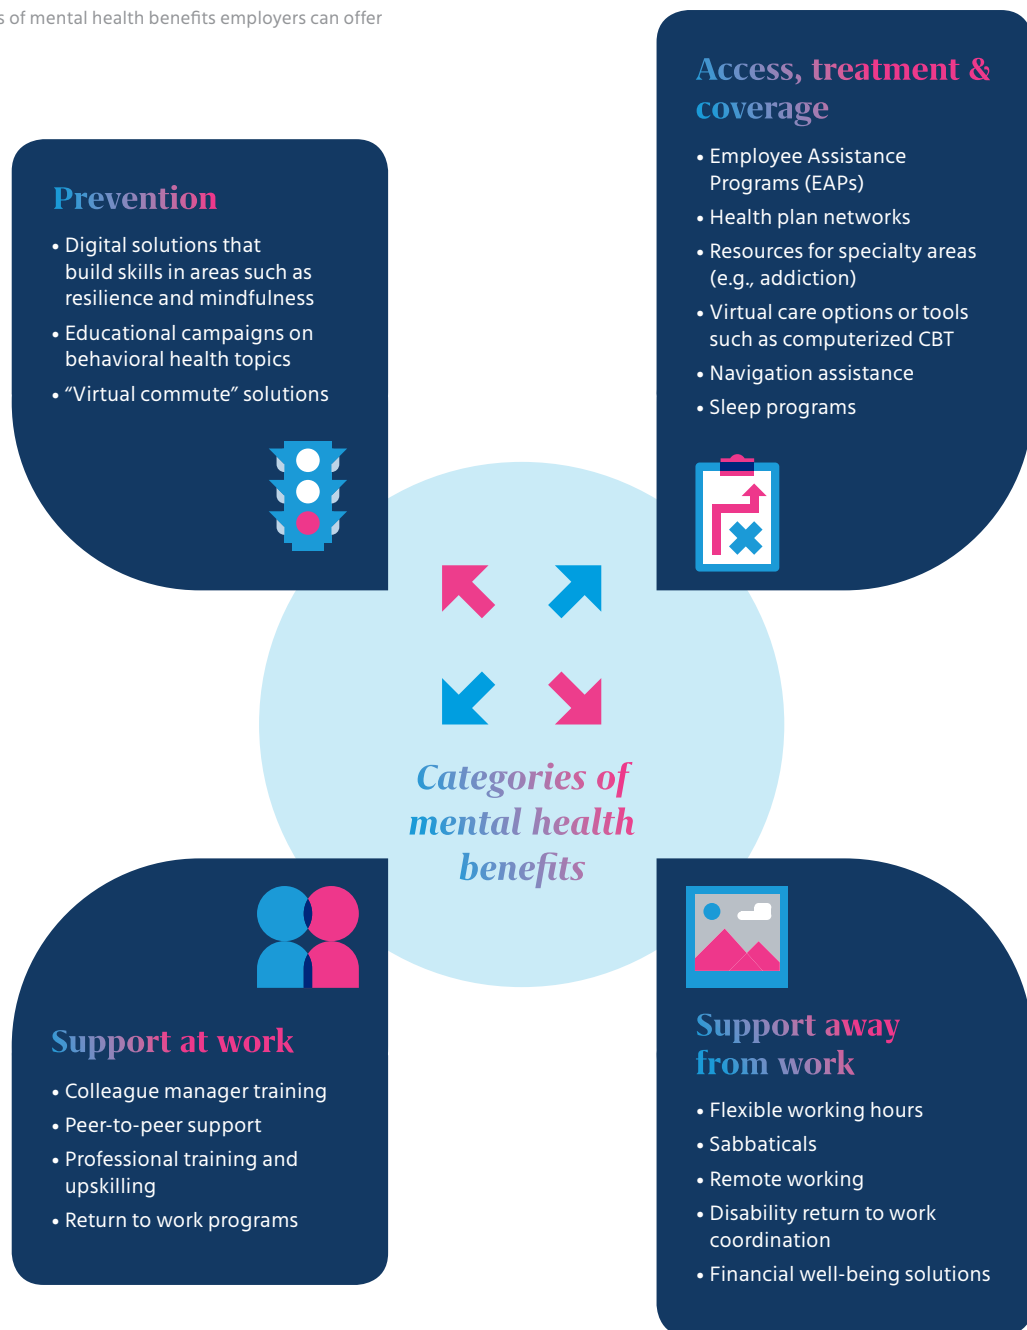 of mental health benefits employers can offer
Prevention
• Digital solutions that
build skills in areas such as
resilience and mindfulness
• Educational campaigns on
behavioral health topics
• “Virtual commute” solutions
Access, treatment &
coverage
• Employee Assistance
Programs (EAPs)
• Health plan networks
• Resources for specialty areas
(e.g., addiction)
• Virtual care options or tools
such as computerized CBT
• Navigation assistance
• Sleep programs
Categories of
mental health
benefits
Support at work
• Colleague manager training
• Peer-to-peer support
• Professional training and
upskilling
• Return to work programs
Support away
from work
• Flexible working hours
• Sabbaticals
• Remote working
• Disability return to work
coordination
• Financial well-being solutions